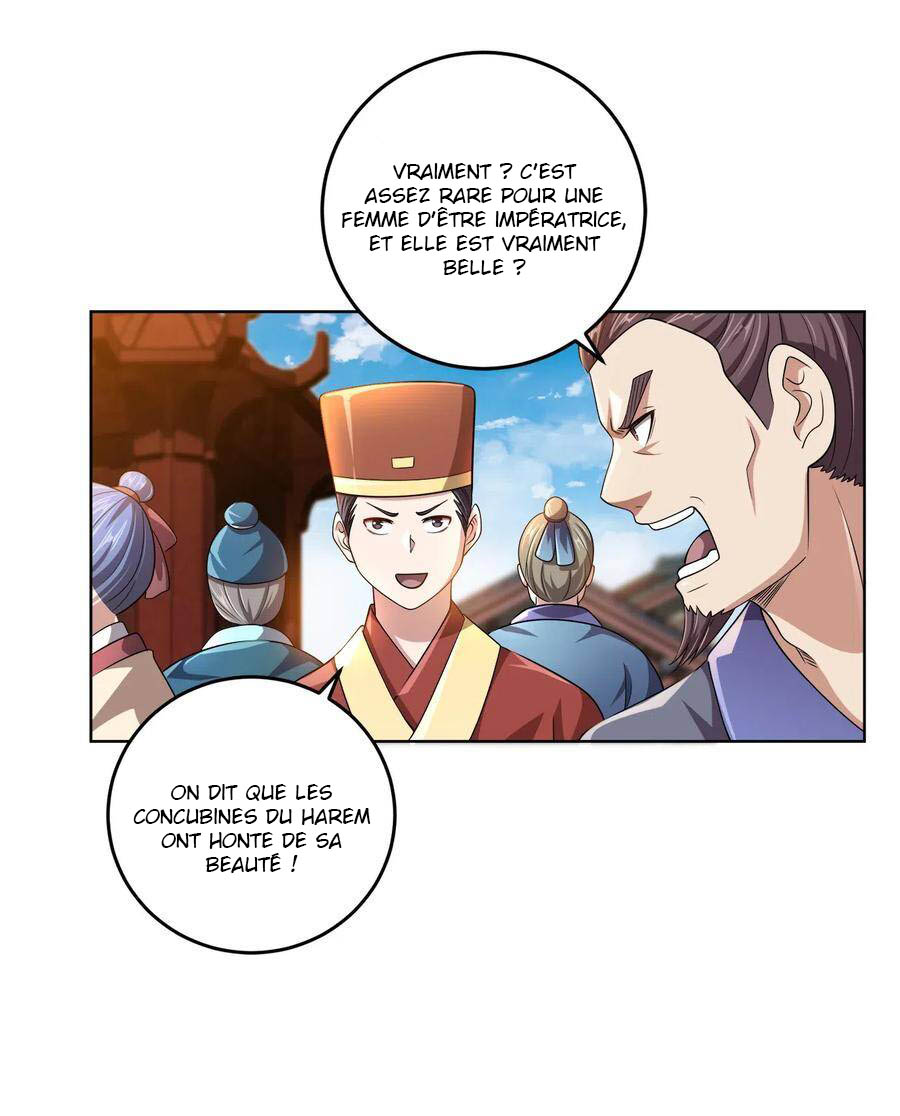 VRAIMENT ? C'EST
ASSEZ RARE POUR UNE
FEMME D'ÊTRE IMPÉRATRICE,
ET ELLE EST VRAIMENT
BELLE ?
ON DIT QUE LES
CONCUBINES DU HAREM
ONT HONTE DE SA
BEAUTÉ !